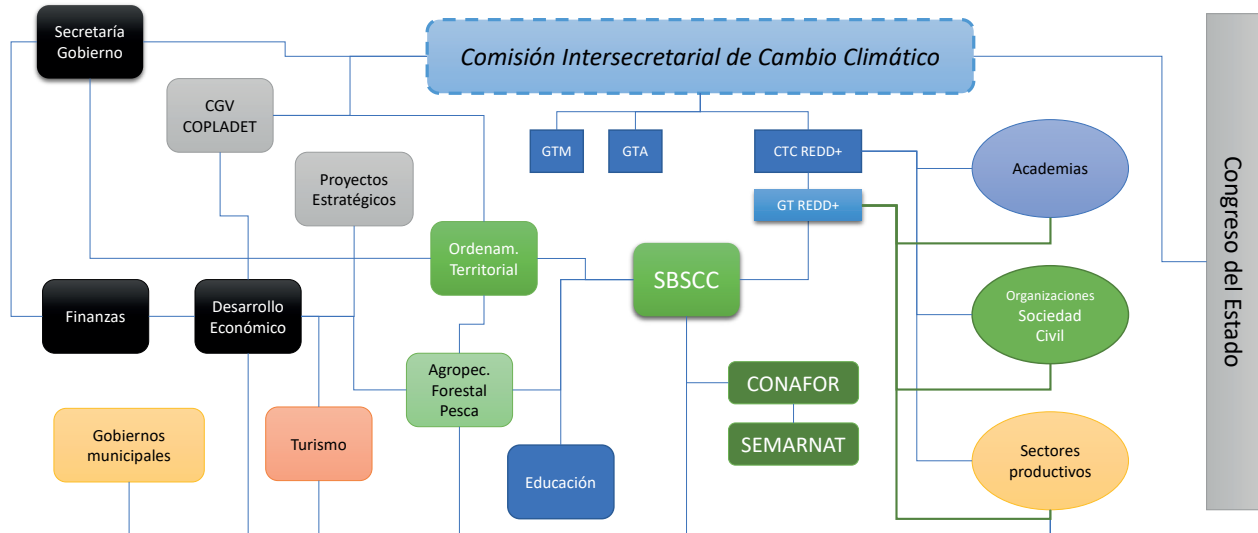 Secretaría
Gobierno
Comisión Intersecretarial de Cambio Climático
CGV
COPLADET
GTM
GTA
CTC REDD+
Academias
Proyectos
Estratégicos
GT REDD+
Congreso del Estado
Ordenam.
Territorial
SBSCC
Finanzas
Desarrollo
Económico
Organizaciones
Sociedad
Civil
Agropec.
Forestal
Pesca
CONAFOR
Gobiernos
municipales
Turismo
SEMARNAT
Sectores
productivos
Educación